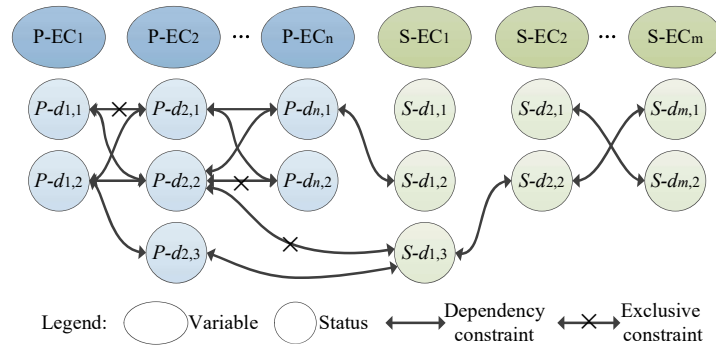 P-EC1 P-EC2 ... P-ECn S-EC1 S-EC2 ... S-ECm
P-d1,1 P-d2,1 P-dn,1 S-d1,1 S-d2,1 S-dm,1
P-d1,2 P-d2,2 P-dn,2 S-d1,2 S-d2,2 S-dm,2
P-d2,3 S-d1,3
Legend: Variable Status Dependency constraint Exclusive constraint